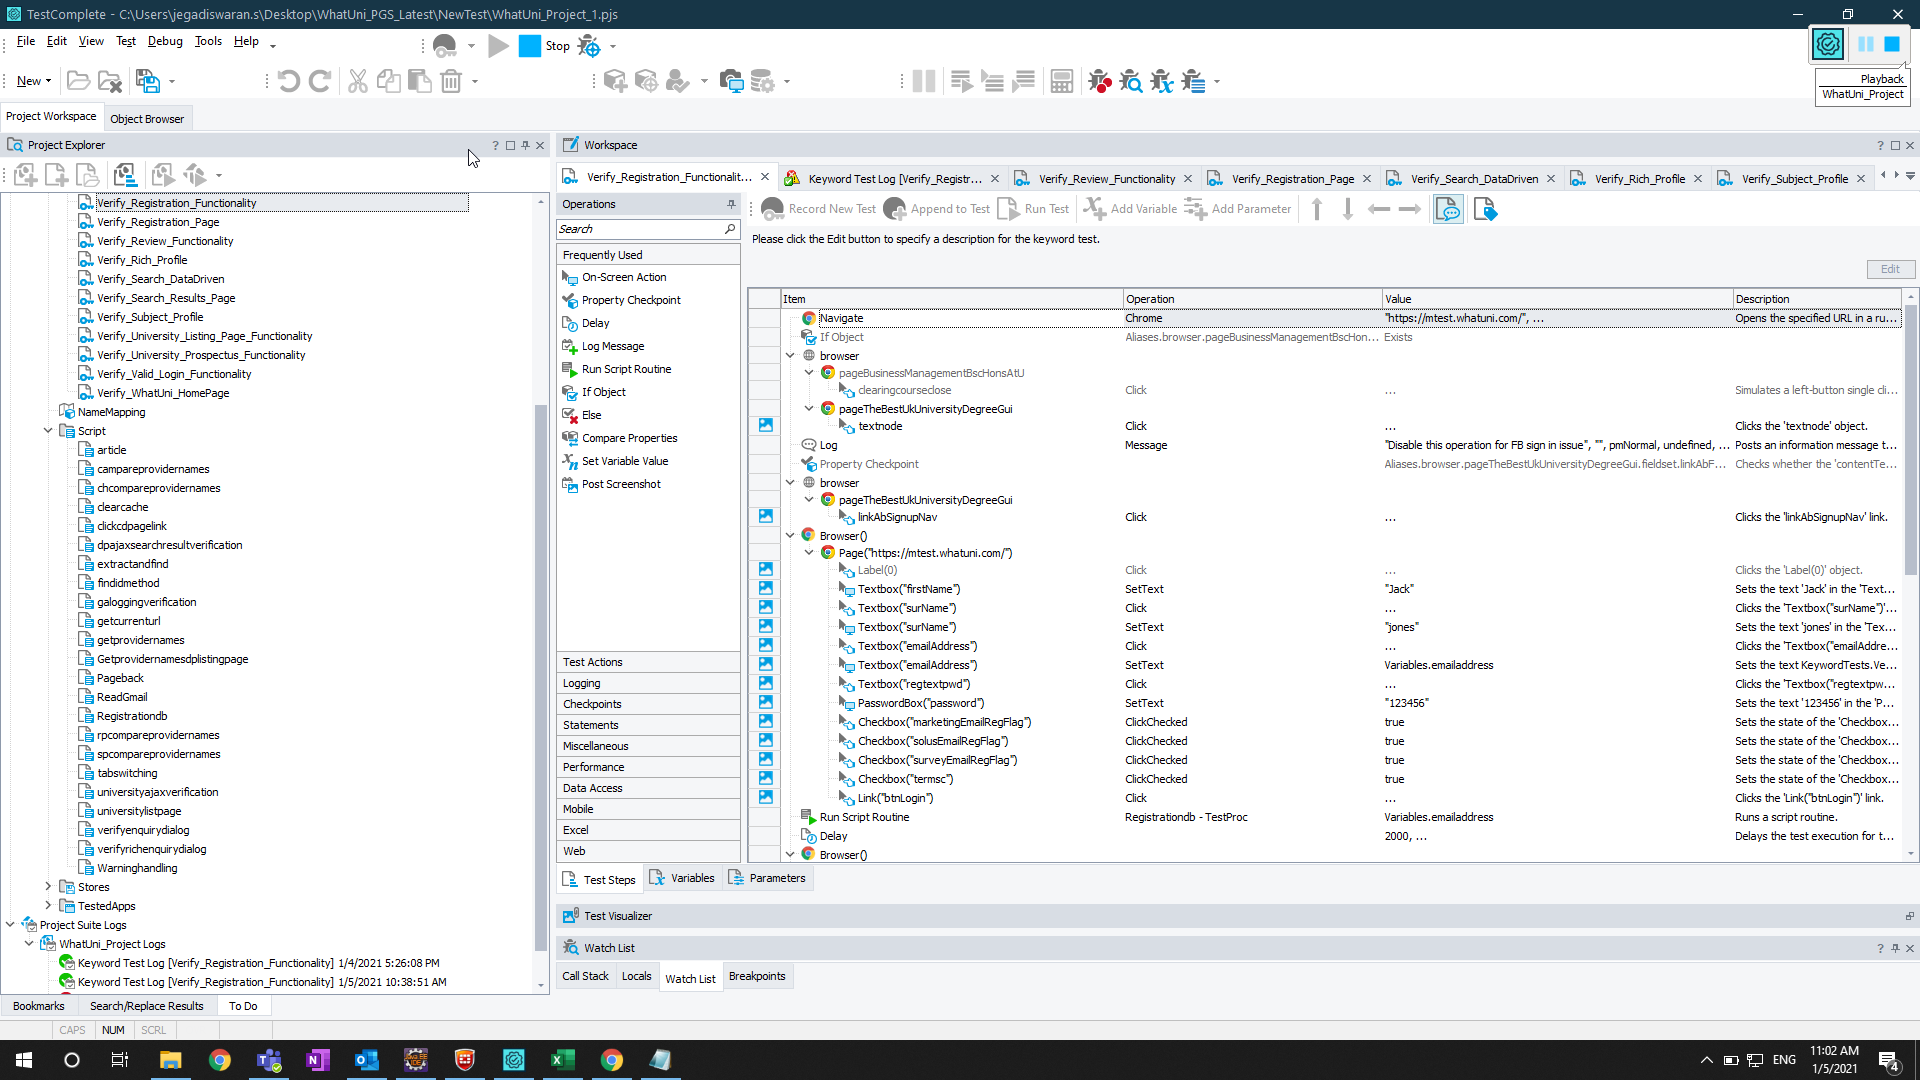 TestComplete - C:\Users\jegadiswaran.s\Desktop\WhatUni_PGS_Latest\NewTest\WhatUni_Project_1.pjs
File Edit View Test Debug Tools Help
Stop
New
Playback
WhatUni_Project
Project Workspace Object Browser
Project Explorer
Verify_Registration_Functionality
Verify_Registration_Page
Verify_Review_Functionality
Verify_Rich_Profile
Verify_Search_DataDriven
Verify_Search_Results_Page
Verify_Subject_Profile
Verify_University_Listing_Page_Functionality
Verify_University_Prospectus_Functionality
Verify_Valid_Login_Functionality
Verify_WhatUni_HomePage
NameMapping
Script
article
campareprovidernames
chcompareprovidernames
clearcache
clickcdpagelink
dpajaxsearchresultverification
extractandfind
findidmethod
galoggingverification
getcurrenturl
getprovidernames
Getprovidernamesdplistingpage
Pageback
ReadGmail
Registrationdb
rpcompareprovidernames
spcompareprovidernames
tabswitching
universityajaxverification
universitylistpage
verifyenquirydialog
verifyrichenquirydialog
Warninghandling
Stores
TestedApps
Project Suite Logs
WhatUni_Project Logs
Keyword Test Log [Verify_Registration_Functionality] 1/4/2021 5:26:08 PM
Keyword Test Log [Verify_Registration_Functionality] 1/5/2021 10:38:51 AM
Bookmarks Search/Replace Results To Do
CAPS NUM SCRL
Workspace
Verify_Registration_Functionalit... Keyword Test Log [Verify_Registr... Verify_Review_Functionality Verify_Registration_Page Verify_Search_DataDriven Verify_Rich_Profile Verify_Subject_Profile
Operations
Search
Frequently Used
On-Screen Action
Property Checkpoint
Delay
Log Message
Run Script Routine
If Object
Else
Compare Properties
Set Variable Value
Post Screenshot
Test Actions
Logging
Checkpoints
Statements
Miscellaneous
Performance
Data Access
Mobile
Excel
Web
Record New Test Append to Test Run Test Add Variable Add Parameter
Please click the Edit button to specify a description for the keyword test.
Edit
Item Operation Value Description
Navigate Chrome "https://mtest.whatuni.com/", ... Opens the specified URL in a ru...
If Object Aliases.browser.pageBusinessManagementBscHon... Exists
browser
pageBusinessManagementBscHonsAtU
clearingcourseclose Click ... Simulates a left-button single cli...
pageTheBestUkUniversityDegreeGui
textnode Click ... Clicks the 'textnode' object.
Log Message "Disable this operation for FB sign in issue", "", pmNormal, undefined, ... Posts an information message t...
Property Checkpoint Aliases.browser.pageTheBestUkUniversityDegreeGui.fieldset.linkAbF... Checks whether the 'contentTe...
browser
pageTheBestUkUniversityDegreeGui
linkAbSignupNav Click ... Clicks the 'linkAbSignupNav' link.
Browser()
Page("https://mtest.whatuni.com/")
Label(0) Click ... Clicks the 'Label(0)' object.
Textbox("firstName") SetText "Jack" Sets the text 'Jack' in the 'Text...
Textbox("surName") Click ... Clicks the 'Textbox("surName")'...
Textbox("surName") SetText "jones" Sets the text 'jones' in the 'Tex...
Textbox("emailAddress") Click ... Clicks the 'Textbox("emailAddre...
Textbox("emailAddress") SetText Variables.emailaddress Sets the text KeywordTests.Ve...
Textbox("regtextpwd") Click ... Clicks the 'Textbox("regtextpw...
PasswordBox("password") SetText "123456" Sets the text '123456' in the 'P...
Checkbox("marketingEmailRegFlag") ClickChecked true Sets the state of the 'Checkbox...
Checkbox("solusEmailRegFlag") ClickChecked true Sets the state of the 'Checkbox...
Checkbox("surveyEmailRegFlag") ClickChecked true Sets the state of the 'Checkbox...
Checkbox("termsc") ClickChecked true Sets the state of the 'Checkbox...
Link("btnLogin") Click ... Clicks the 'Link("btnLogin")' link.
Run Script Routine Registrationdb - TestProc Variables.emailaddress Runs a script routine.
Delay 2000, ... Delays the test execution for t...
Browser()
Test Steps Variables Parameters
Test Visualizer
Watch List
Call Stack Locals Watch List Breakpoints
ENG
11:02 AM
1/5/2021
4